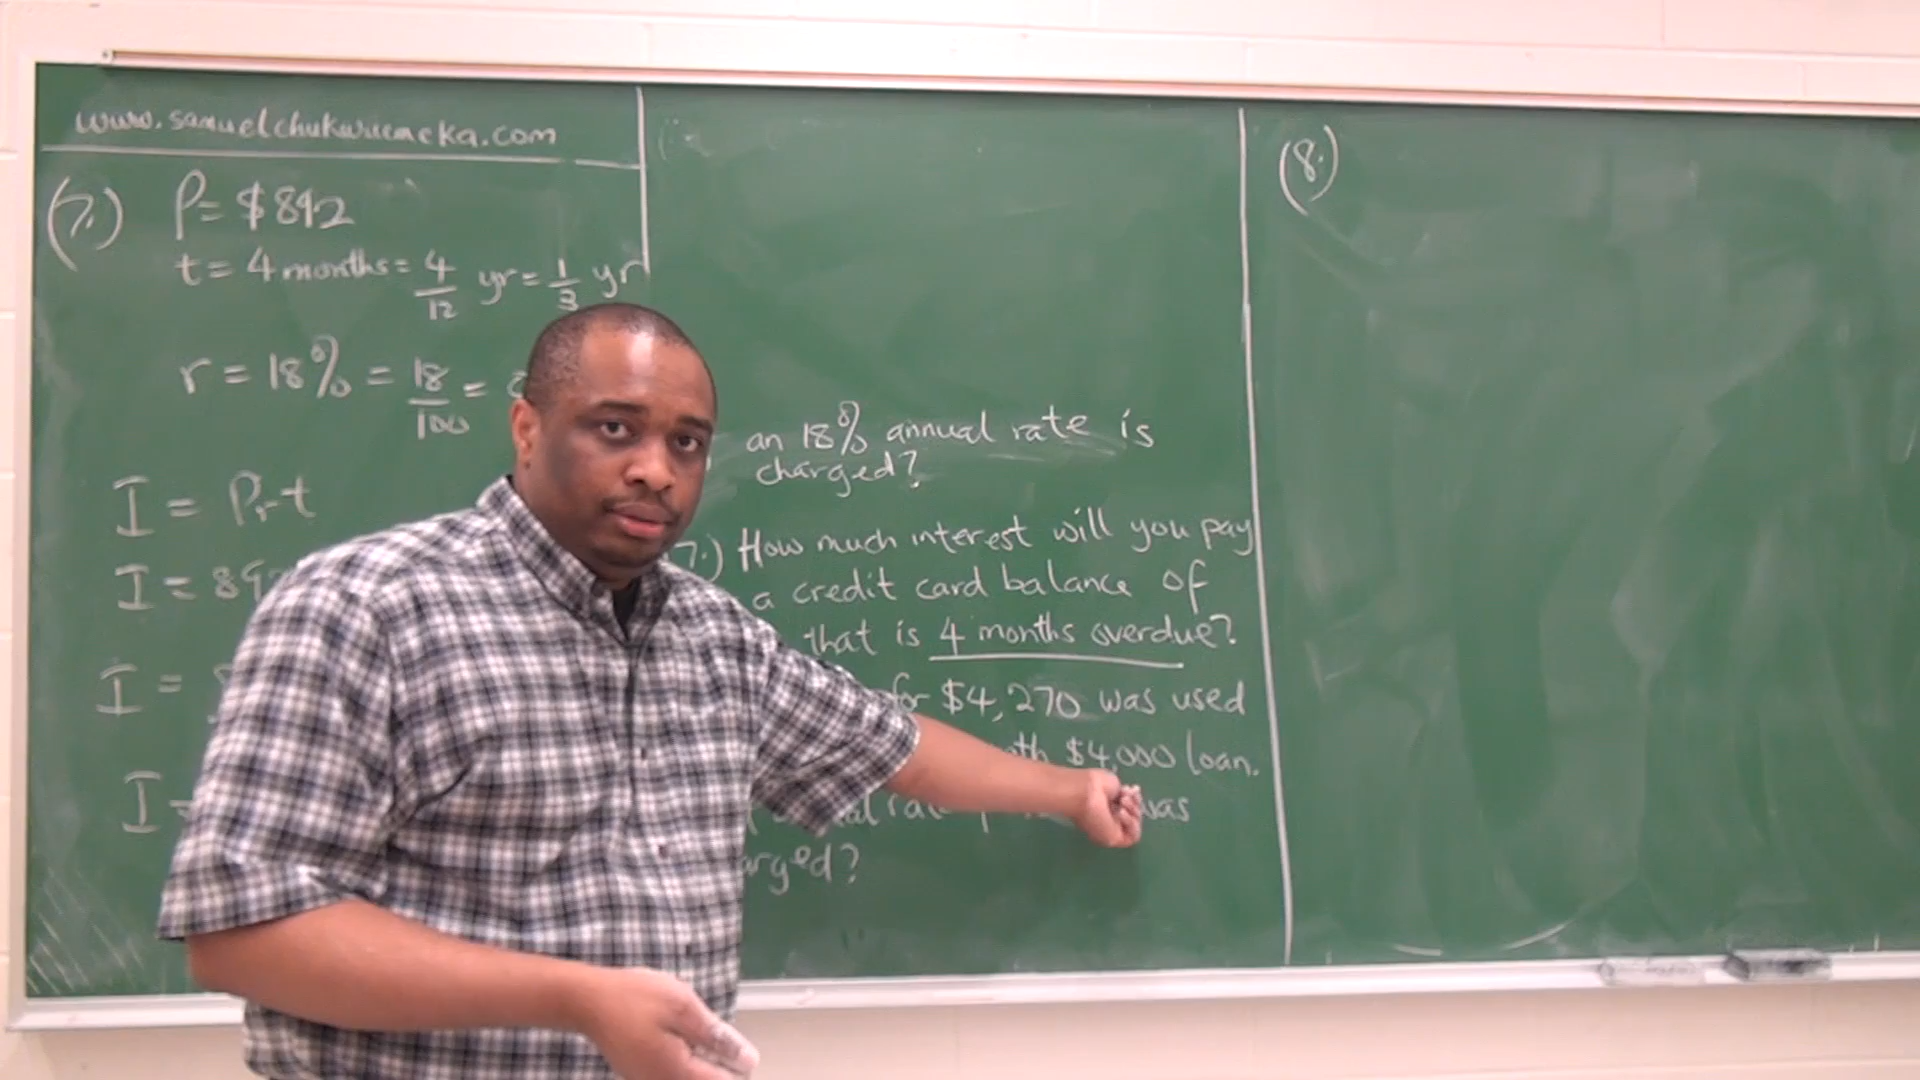 www.samuelchukwuemeka.com
(7.) P = $892
t = 4 months = 4/12 yr = 1/3 yr
r = 18% = 18/100 =
I = Prt
I = 89
I =
I =
an 18% annual rate is
charged?
7.) How much interest will you pay
a credit card balance of
that is 4 months overdue?
for $4,270 was used
$4,000 loan.
was
(8.)